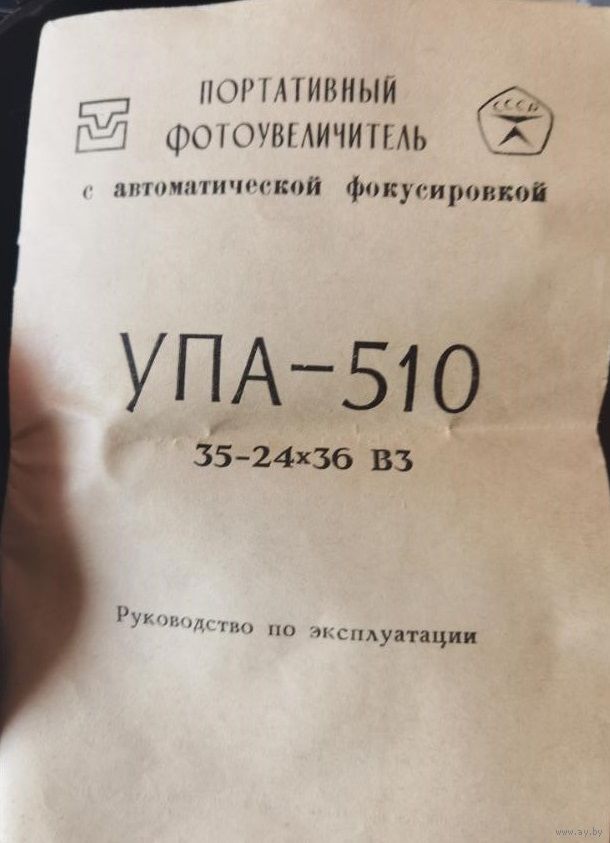 ПОРТАТИВНЫЙ
ФОТОУВЕЛИЧИТЕЛЬ
СССР
с автоматической фокусировкой
УПА-510
35-24×36 В3
Руководство по эксплуатации
www.ay.by